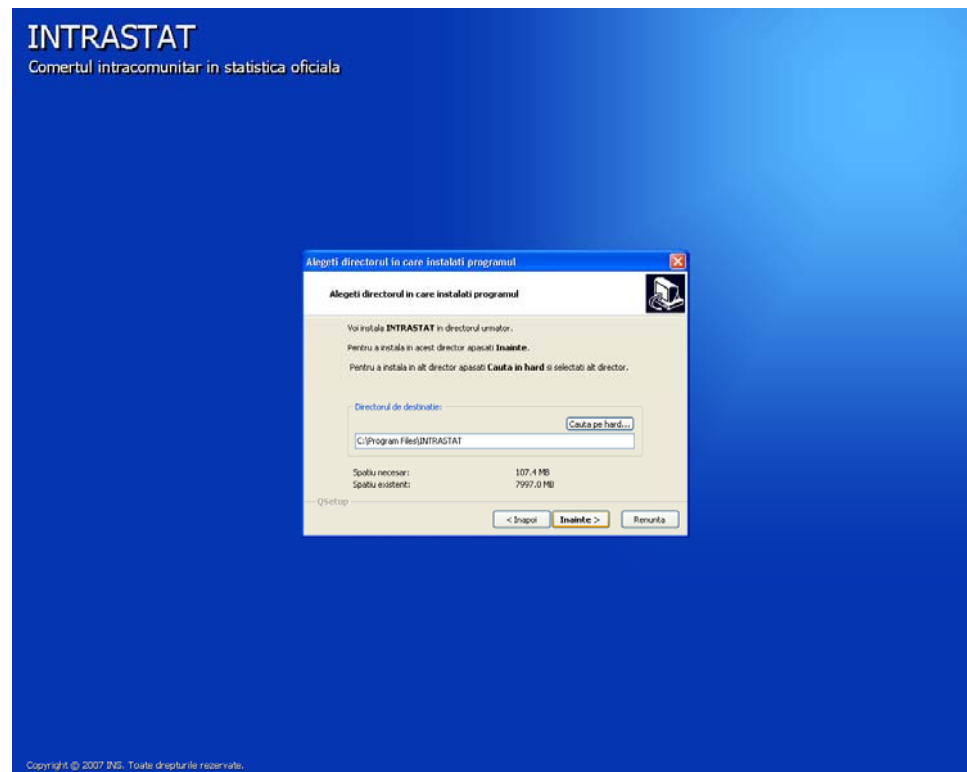 INTRASTAT
Comertul intracomunitar in statistica oficiala
Alegeti directorul in care instalati programul
Alegeti directorul in care instalati programul
Voi instala INTRASTAT in directorul urmator.
Pentru a instala in acest director apasati Inainte.
Pentru a instala in alt director apasati Cauta in hard si selectati alt director.
Directorul de destinatie:
Cauta pe hard...
C:\Program Files\INTRASTAT
Spatiu necesar: 107.4 MB
Spatiu existent: 7997.0 MB
QSetup
< Inapoi Inainte > Renunta
Copyright © 2007 INS. Toate drepturile rezervate.